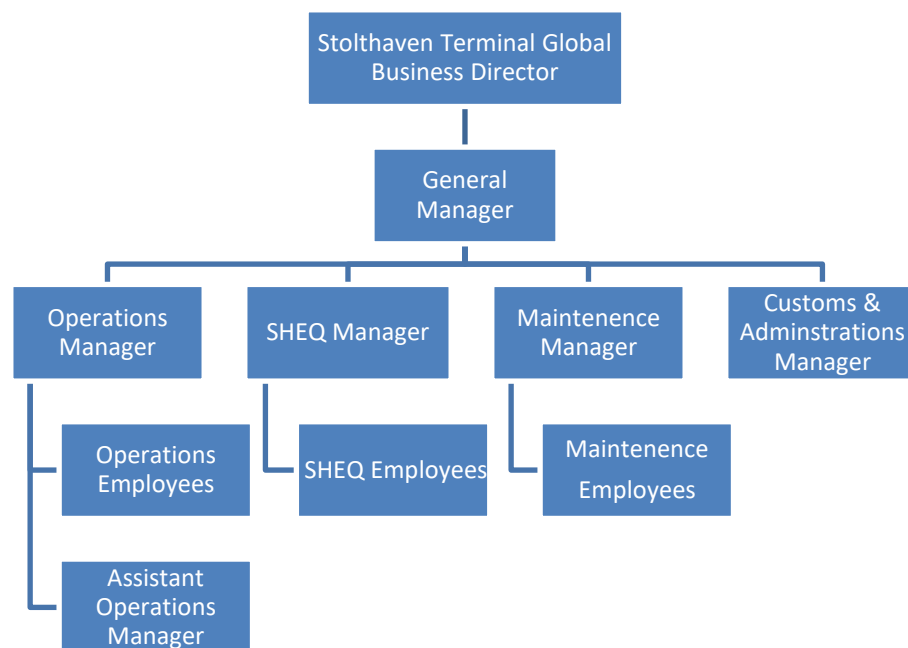 Stolthaven Terminal Global
Business Director
General
Manager
Operations
Manager
SHEQ Manager
Maintenence
Manager
Customs &
Adminstrations
Manager
Operations
Employees
SHEQ Employees
Maintenence
Employees
Assistant
Operations
Manager